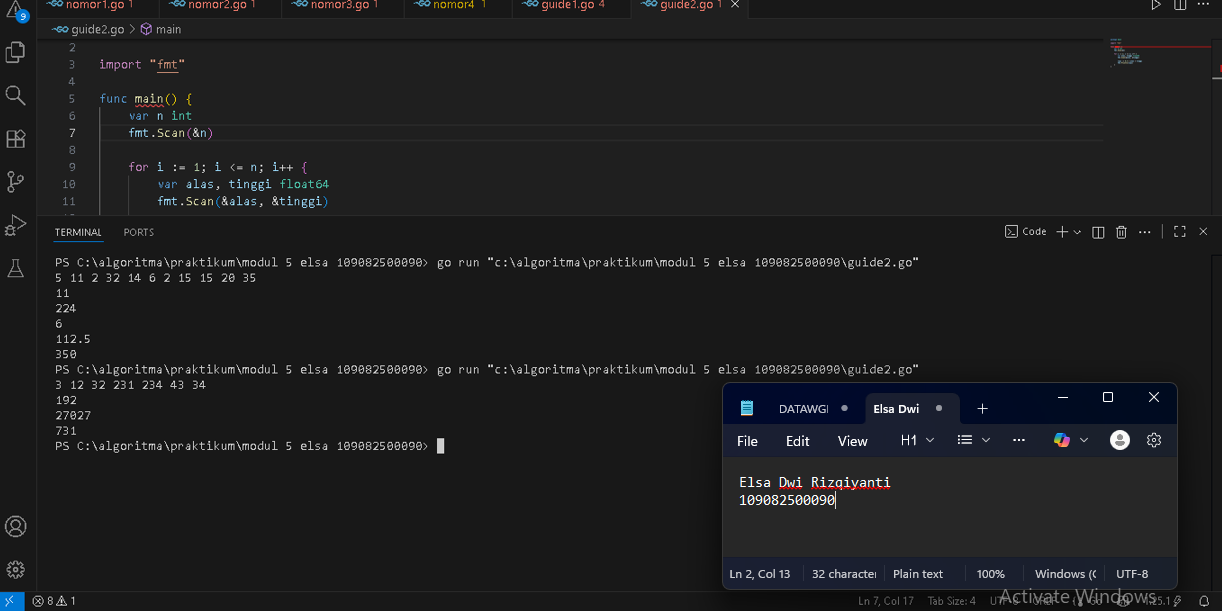 nomor1.go 1 nomor2.go 1 nomor3.go 1 nomor4 1 guide1.go 4 guide2.go 1
9
guide2.go > main
2
3 import "fmt"
4
5 func main() {
6 var n int
7 fmt.Scan(&n)
8
9 for i := 1; i <= n; i++ {
10 var alas, tinggi float64
11 fmt.Scan(&alas, &tinggi)
TERMINAL PORTS Code
PS C:\algoritma\praktikum\modul 5 elsa 109082500090> go run "c:\algoritma\praktikum\modul 5 elsa 109082500090\guide2.go"
5 11 2 32 14 6 2 15 15 20 35
11
224
6
112.5
350
PS C:\algoritma\praktikum\modul 5 elsa 109082500090> go run "c:\algoritma\praktikum\modul 5 elsa 109082500090\guide2.go"
3 12 32 231 234 43 34
192
27027
731
PS C:\algoritma\praktikum\modul 5 elsa 109082500090>
DATAWGI Elsa Dwi
File Edit View H1
Elsa Dwi Rizqiyanti
109082500090
Ln 2, Col 13 32 character Plain text 100% Windows (C UTF-8
8 1 Ln 7, Col 17 Tab Size: 4
Activate Windows